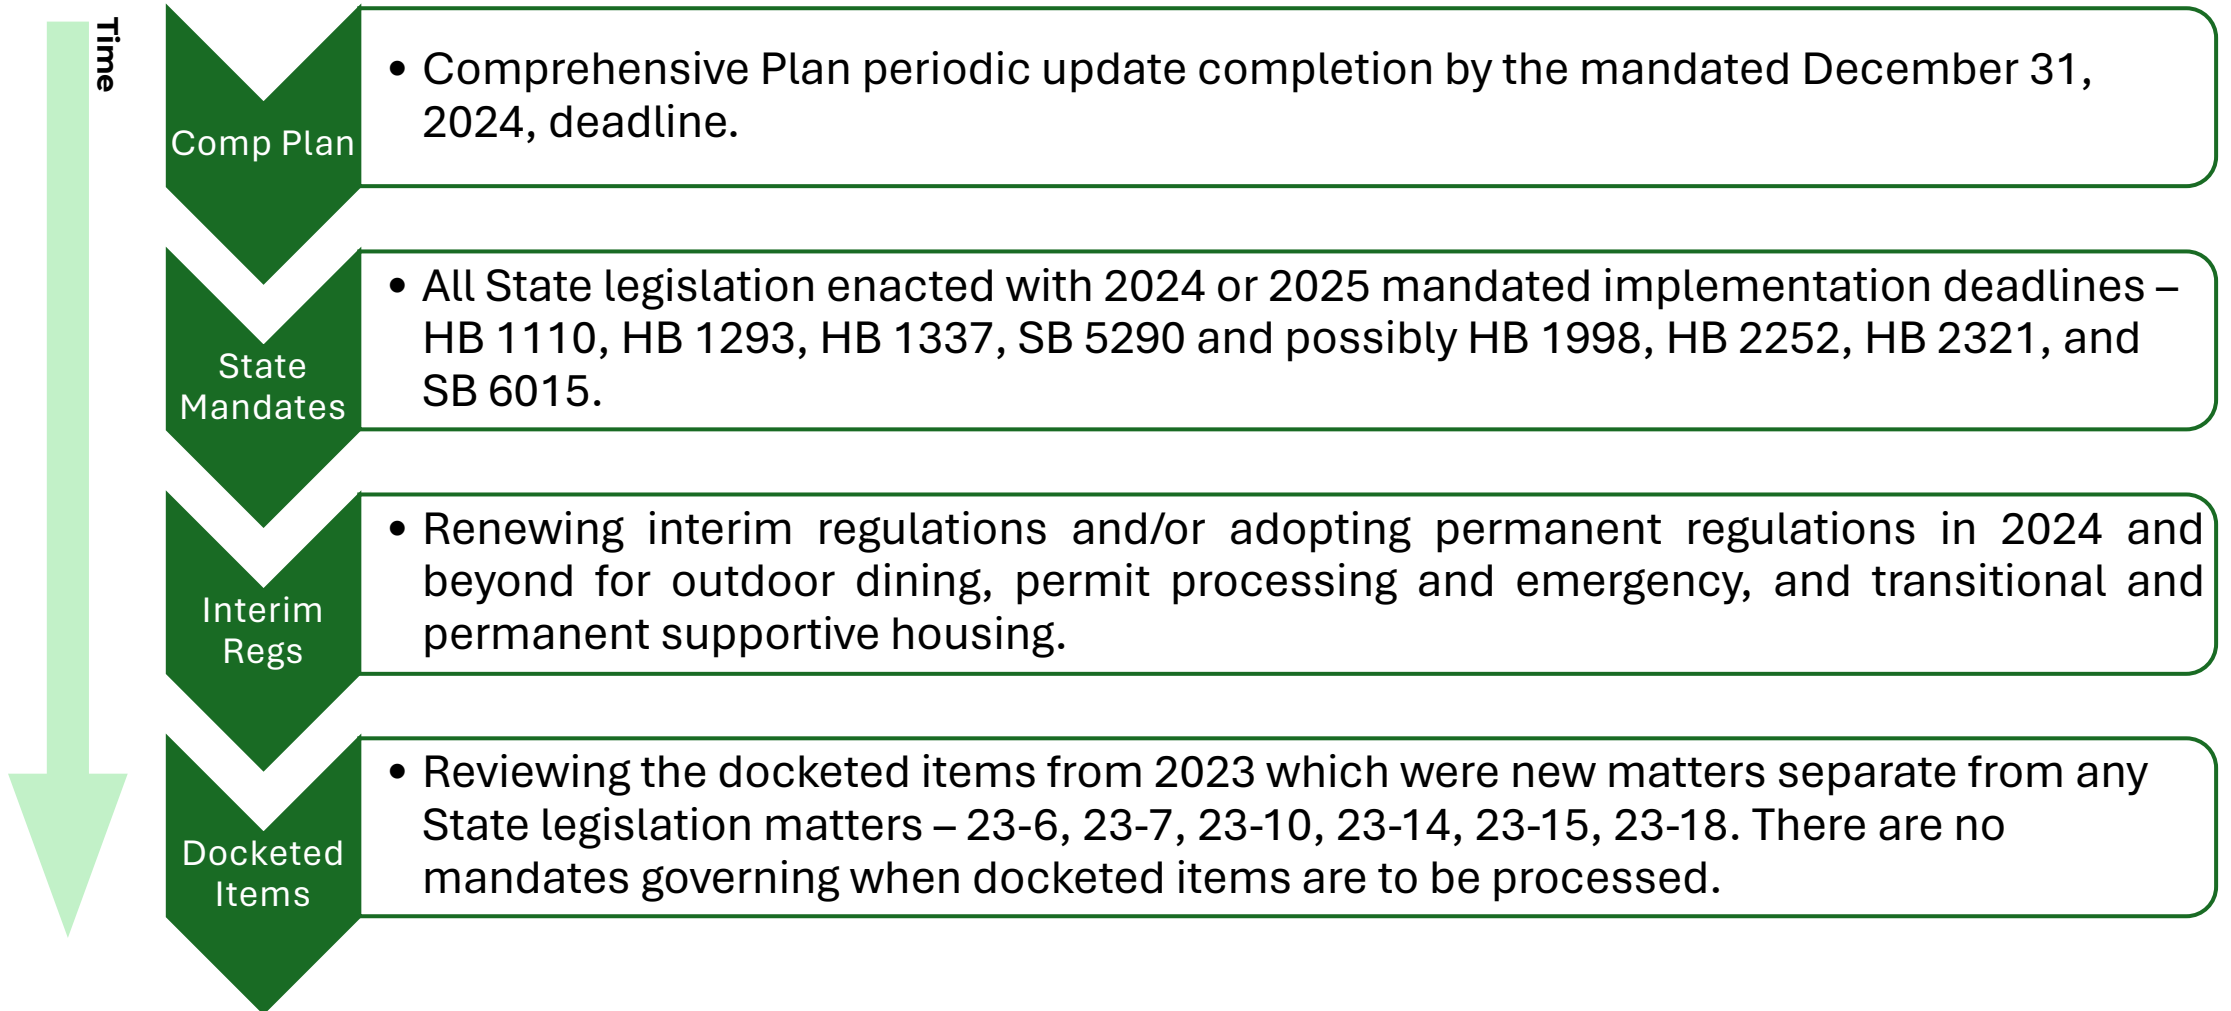 Time
Comp Plan
• Comprehensive Plan periodic update completion by the mandated December 31,
2024, deadline.
State
Mandates
• All State legislation enacted with 2024 or 2025 mandated implementation deadlines –
HB 1110, HB 1293, HB 1337, SB 5290 and possibly HB 1998, HB 2252, HB 2321, and
SB 6015.
Interim
Regs
• Renewing interim regulations and/or adopting permanent regulations in 2024 and
beyond for outdoor dining, permit processing and emergency, and transitional and
permanent supportive housing.
Docketed
Items
• Reviewing the docketed items from 2023 which were new matters separate from any
State legislation matters – 23-6, 23-7, 23-10, 23-14, 23-15, 23-18. There are no
mandates governing when docketed items are to be processed.